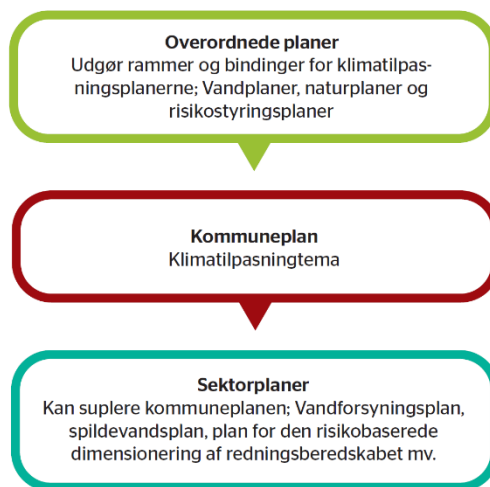 Overordnede planer
Udgør rammer og bindinger for klimatilpas-
ningsplanerne; Vandplaner, naturplaner og
risikostyringsplaner
Kommuneplan
Klimatilpasningtema
Sektorplaner
Kan suplere kommuneplanen; Vandforsyningsplan,
spildevandsplan, plan for den risikobaserede
dimensionering af redningsberedskabet mv.